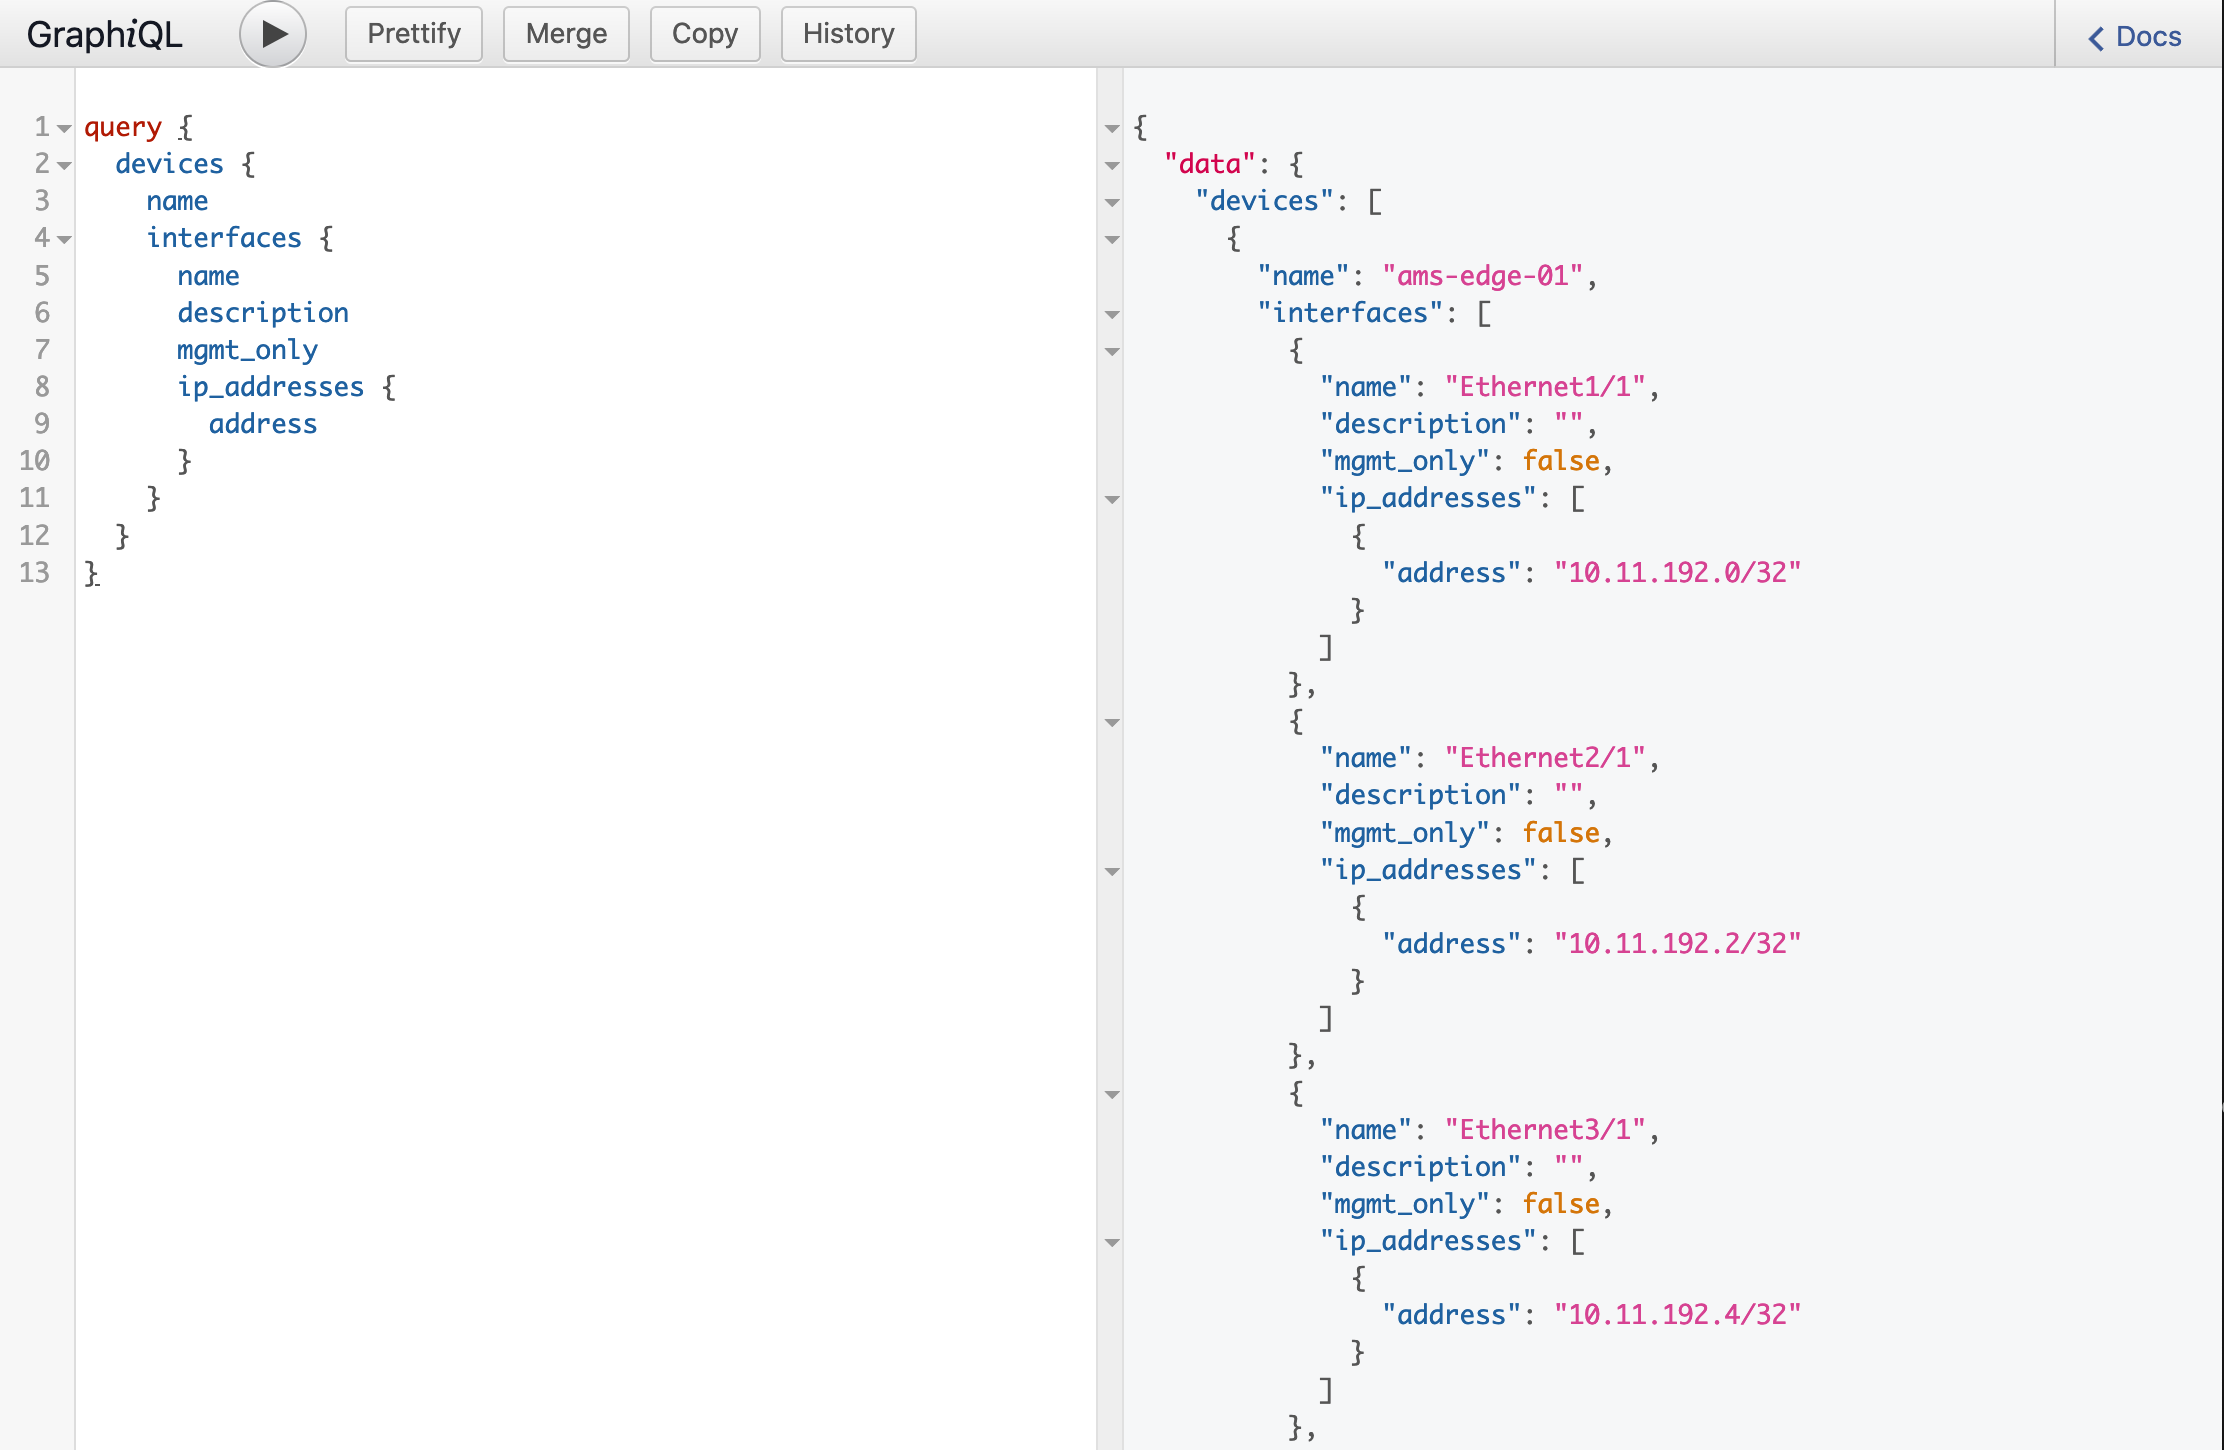 GraphiQL Prettify Merge Copy History Docs
1 query {
2 devices {
3 name
4 interfaces {
5 name
6 description
7 mgmt_only
8 ip_addresses {
9 address
10 }
11 }
12 }
13 }
{
"data": {
"devices": [
{
"name": "ams-edge-01",
"interfaces": [
{
"name": "Ethernet1/1",
"description": "",
"mgmt_only": false,
"ip_addresses": [
{
"address": "10.11.192.0/32"
}
]
},
{
"name": "Ethernet2/1",
"description": "",
"mgmt_only": false,
"ip_addresses": [
{
"address": "10.11.192.2/32"
}
]
},
{
"name": "Ethernet3/1",
"description": "",
"mgmt_only": false,
"ip_addresses": [
{
"address": "10.11.192.4/32"
}
]
},